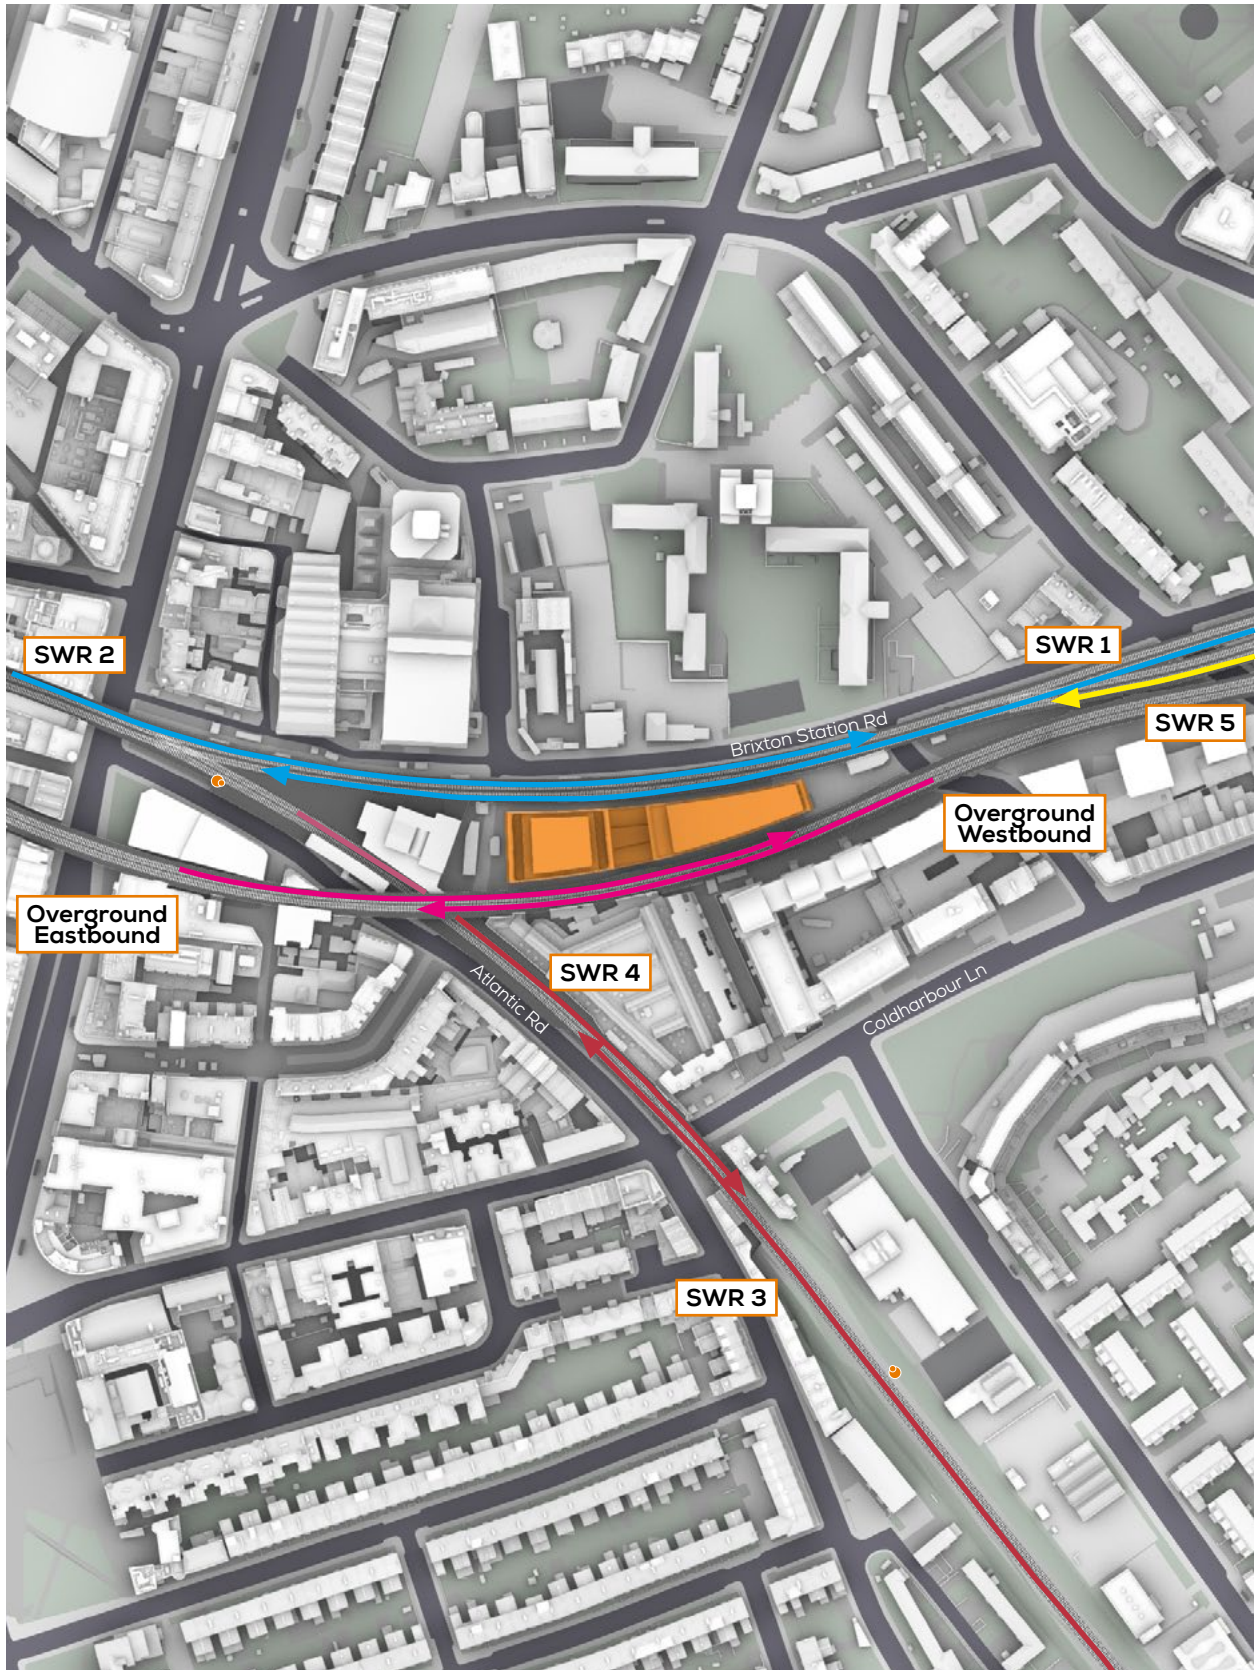 SWR 1
SWR 2
SWR 5
Brixton Station Rd
Overground
Westbound
Overground
Eastbound
SWR 4
Atlantic Rd
Coldharbour Ln
SWR 3